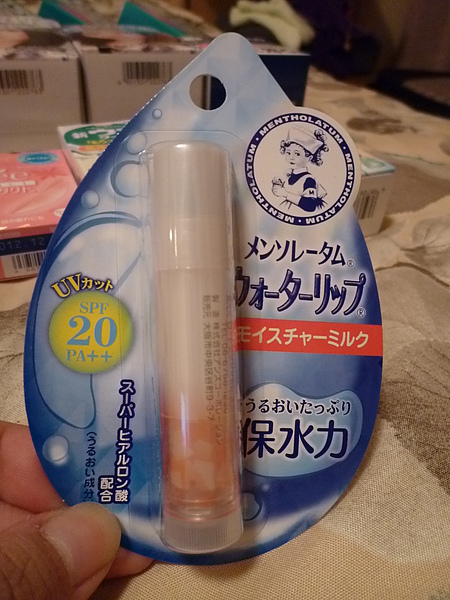 MENTHOLATUM · MENTHOLATUM · MENTHOLATUM ·
メンソレータム®
ウォーターリップ®
モイスチャーミルク
UVカット
SPF
20
PA++
うるおいたっぷり
保水力
スーパーヒアルロン酸
配合
(うるおい成分)